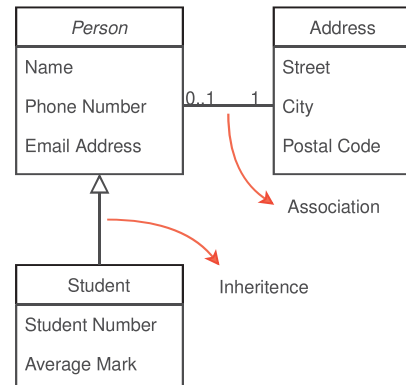 Person
Address
Name
Street
Phone Number
0..1
1
City
Email Address
Postal Code
Association
Student
Inheritence
Student Number
Average Mark